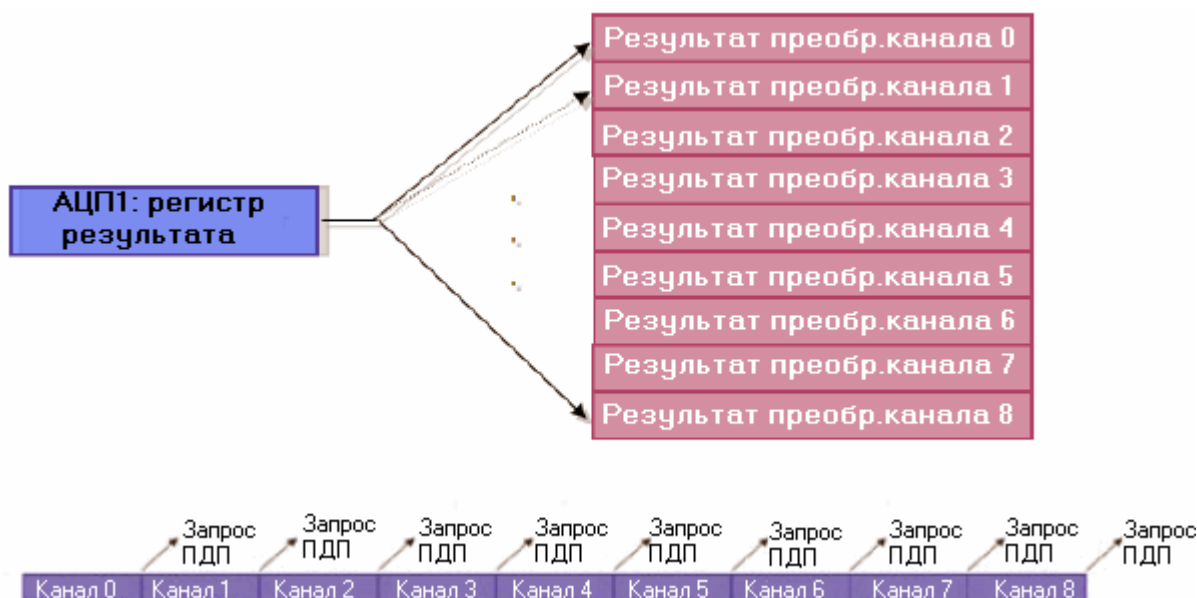 Результат преобр.канала 0
Результат преобр.канала 1
Результат преобр.канала 2
Результат преобр.канала 3
Результат преобр.канала 4
Результат преобр.канала 5
Результат преобр.канала 6
Результат преобр.канала 7
Результат преобр.канала 8
АЦП1: регистр
результата
Запрос ПДП
Запрос ПДП
Запрос ПДП
Запрос ПДП
Запрос ПДП
Запрос ПДП
Запрос ПДП
Запрос ПДП
Запрос ПДП
Канал 0 Канал 1 Канал 2 Канал 3 Канал 4 Канал 5 Канал 6 Канал 7 Канал 8